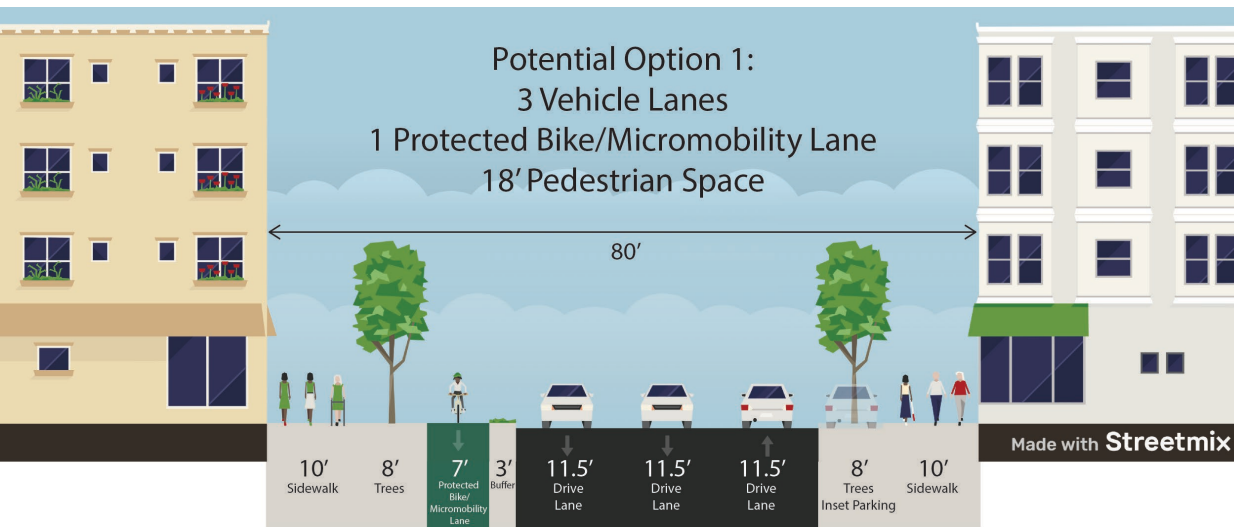 Potential Option 1:
3 Vehicle Lanes
1 Protected Bike/Micromobility Lane
18' Pedestrian Space
80'
10'
Sidewalk
8'
Trees
7'
Protected
Bike/
Micromobility
Lane
3'
Buffer
11.5'
Drive
Lane
11.5'
Drive
Lane
11.5'
Drive
Lane
8'
Trees
Inset Parking
10'
Sidewalk
Made with Streetmix